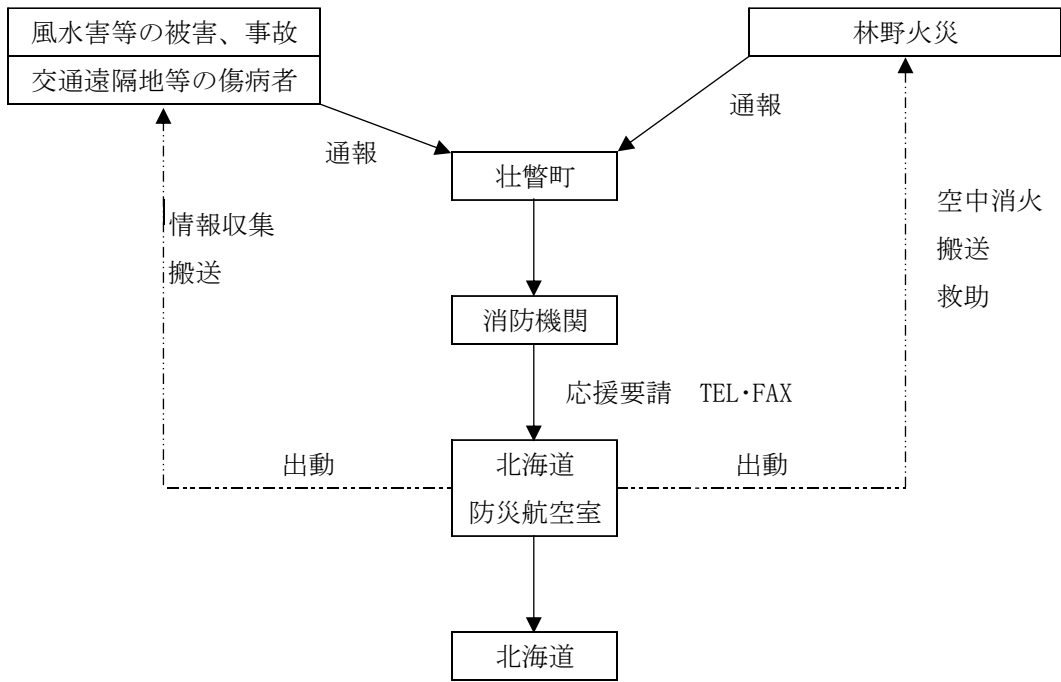 風水害等の被害、事故
交通遠隔地等の傷病者
林野火災
通報
通報
壮瞥町
情報収集
搬送
空中消火
搬送
救助
消防機関
応援要請　TEL･FAX
出動
北海道
防災航空室
出動
北海道